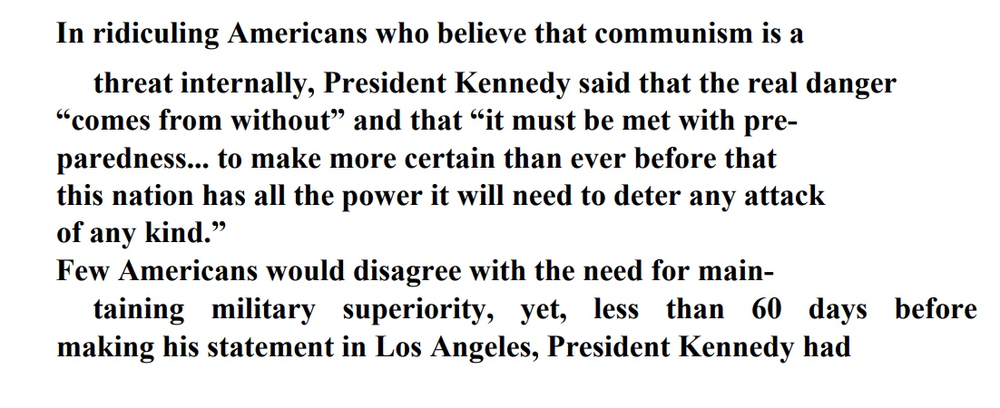 In ridiculing Americans who believe that communism is a
threat internally, President Kennedy said that the real danger
“comes from without” and that “it must be met with pre-
paredness... to make more certain than ever before that
this nation has all the power it will need to deter any attack
of any kind.”
Few Americans would disagree with the need for main-
taining military superiority, yet, less than 60 days before
making his statement in Los Angeles, President Kennedy had